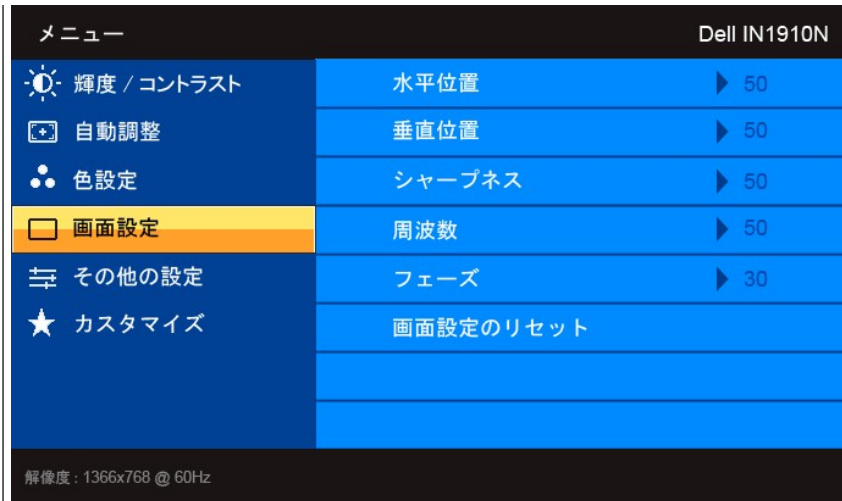 メニュー
Dell IN1910N
輝度 / コントラスト
自動調整
色設定
画面設定
その他の設定
カスタマイズ
水平位置 50
垂直位置 50
シャープネス 50
周波数 50
フェーズ 30
画面設定のリセット
解像度 : 1366x768 @ 60Hz